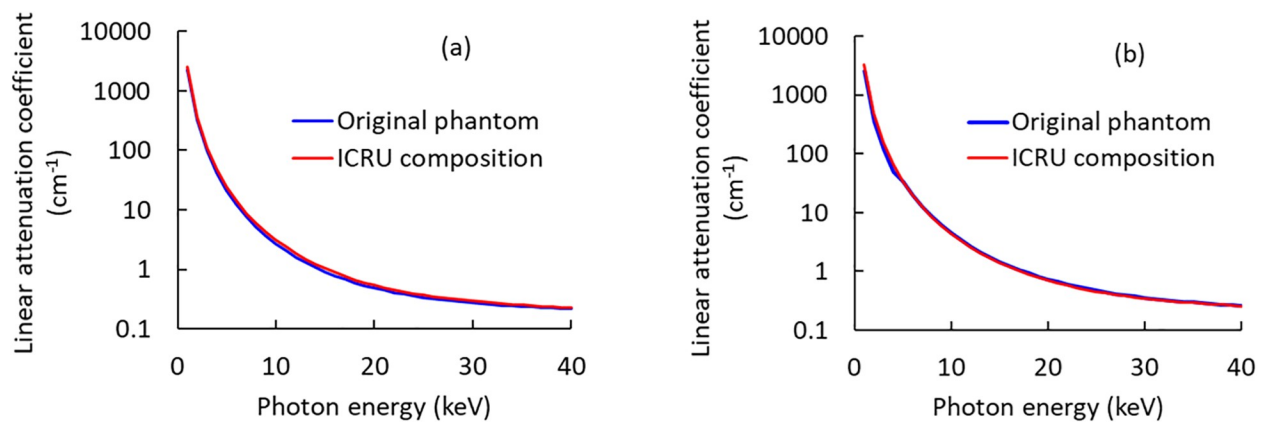 Linear attenuation coefficient
(cm-1)
10000
1000
100
10
1
0.1
(a)
Original phantom
ICRU composition
0 10 20 30 40
Photon energy (keV)
Linear attenuation coefficient
(cm-1)
10000
1000
100
10
1
0.1
(b)
Original phantom
ICRU composition
0 10 20 30 40
Photon energy (keV)